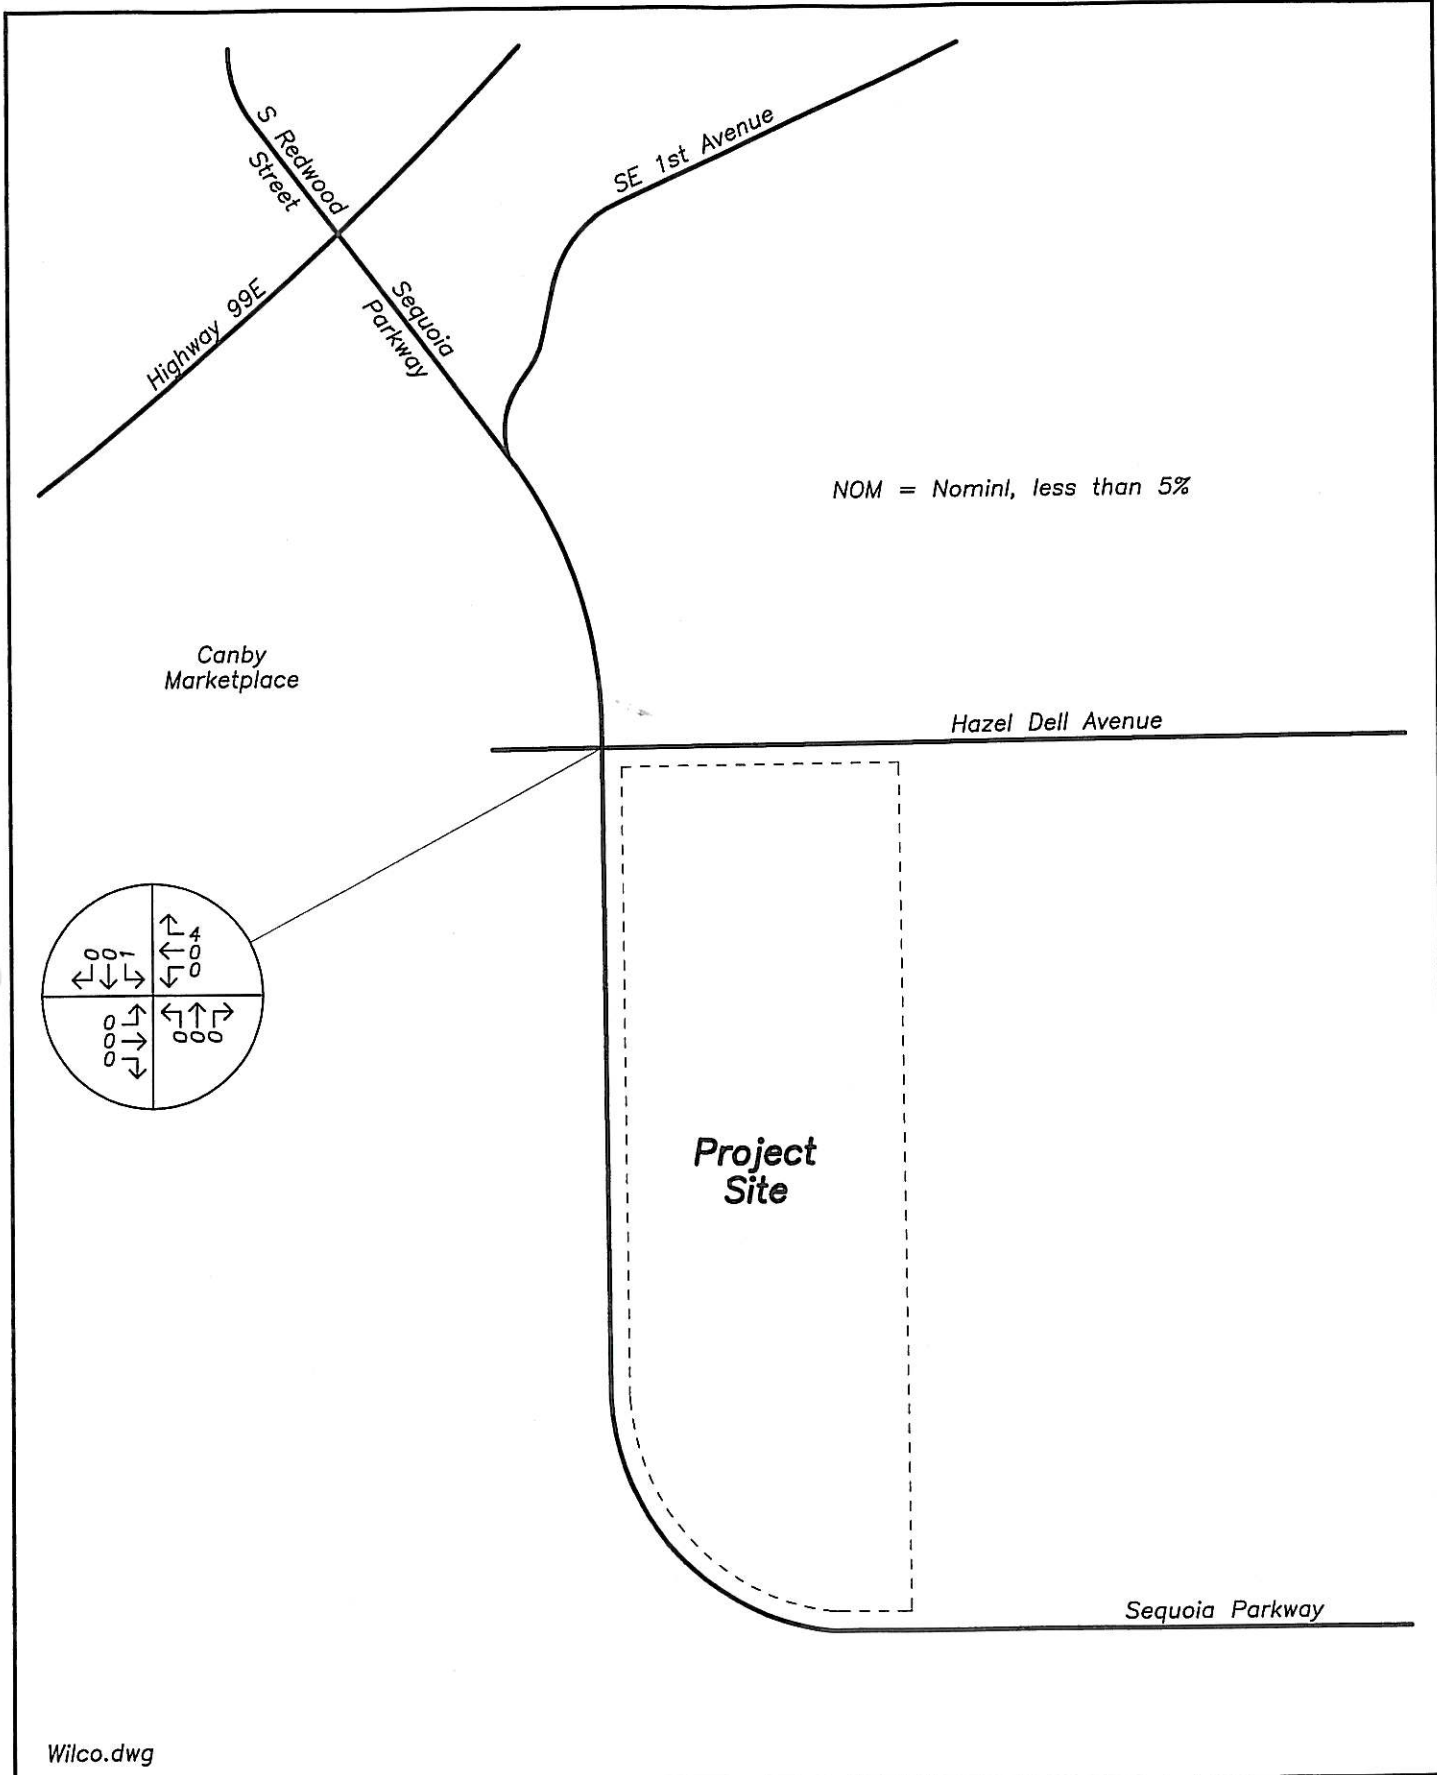 S Redwood
Street
SE 1st Avenue
Highway 99E
Sequoia
Parkway
NOM = Nominl, less than 5%
Canby
Marketplace
Hazel Dell Avenue
4
0 0 1
0
0
0
0
0
0 0 0
Project
Site
Sequoia Parkway
Wilco.dwg